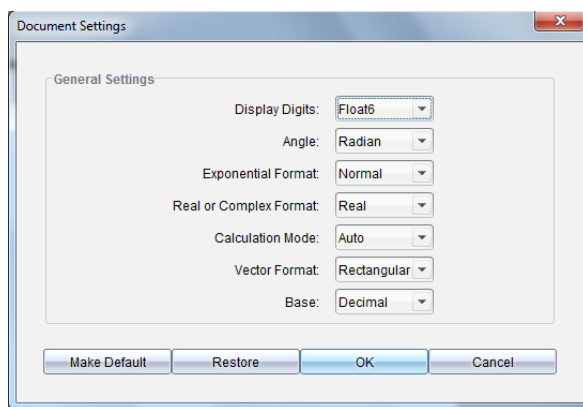 Document Settings
General Settings
Display Digits: Float6
Angle: Radian
Exponential Format: Normal
Real or Complex Format: Real
Calculation Mode: Auto
Vector Format: Rectangular
Base: Decimal
Make Default Restore OK Cancel